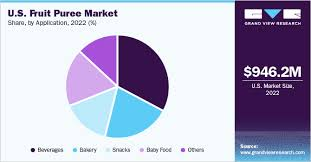 U.S. Fruit Puree Market
Share, by Application, 2022 (%)
GRAND VIEW RESEARCH
$946.2M
U.S. Market Size,
2022
Beverages
Bakery
Snacks
Baby Food
Others
Source:
www.grandviewresearch.com